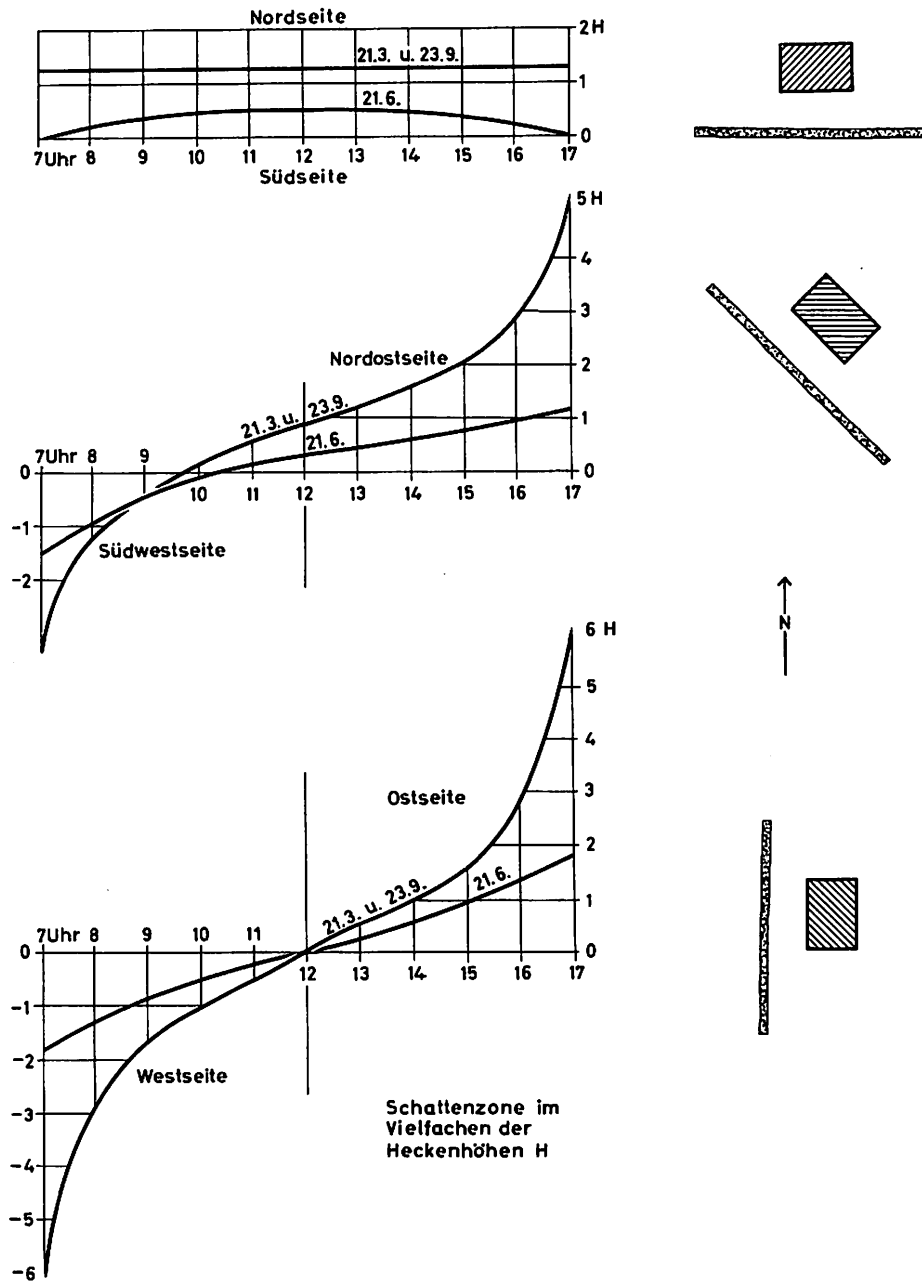 Nordseite
2H
21.3. u. 23.9.
1
21.6.
0
7Uhr 8 9 10 11 12 13 14 15 16 17
Südseite
5 H
4
3
Nordostseite
2
21.3. u. 23.9.
1
21.6.
0 7Uhr 8 9
0
10 11 12 13 14 15 16 17
-1
Südwestseite
-2
N
6 H
5
4
Ostseite
3
2
21.3. u. 23.9.
21.6.
1
7Uhr 8 9 10 11
0
0
12 13 14 15 16 17
-1
-2
Westseite
-3
Schattenzone im
Vielfachen der
Heckenhöhen H
-4
-5
-6